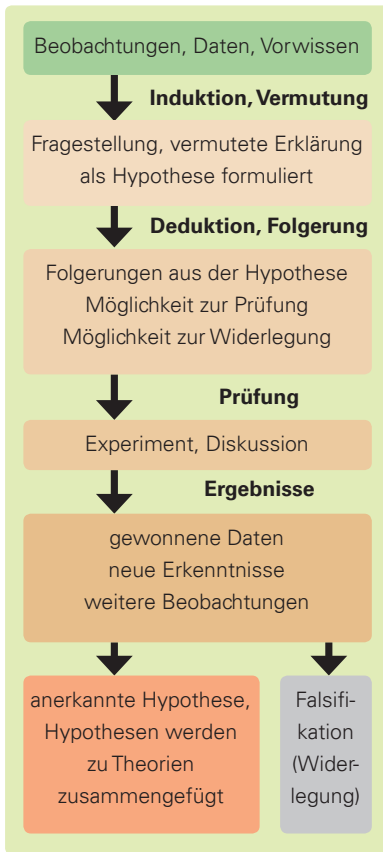 Beobachtungen, Daten, Vorwissen
Induktion, Vermutung
Fragestellung, vermutete Erklärung
als Hypothese formuliert
Deduktion, Folgerung
Folgerungen aus der Hypothese
Möglichkeit zur Prüfung
Möglichkeit zur Widerlegung
Prüfung
Experiment, Diskussion
Ergebnisse
gewonnene Daten
neue Erkenntnisse
weitere Beobachtungen
anerkannte Hypothese,
Hypothesen werden
zu Theorien
zusammengefügt
Falsifi-
kation
(Wider-
legung)